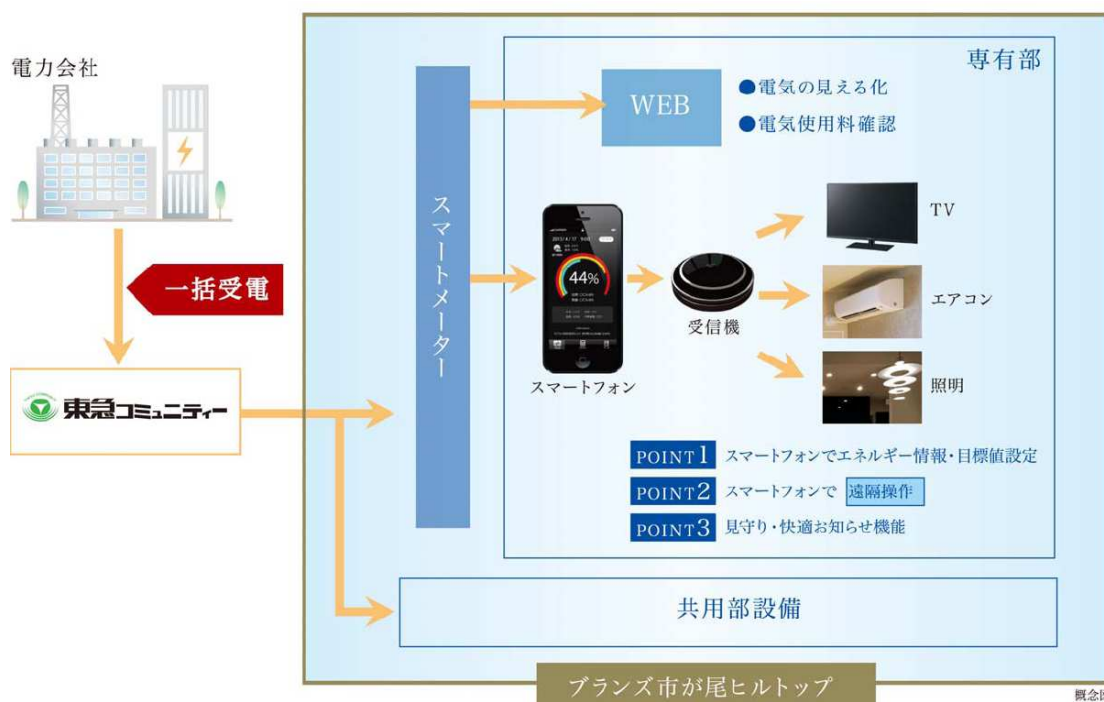 電力会社
一括受電
東急コミュニティー
スマートメーター
専有部
WEB
●電気の見える化
●電気使用料確認
44%
スマートフォン
受信機
TV
エアコン
照明
POINT1 スマートフォンでエネルギー情報・目標値設定
POINT2 スマートフォンで 遠隔操作
POINT3 見守り・快適お知らせ機能
共用部設備
ブランズ市が尾ヒルトップ
概念図